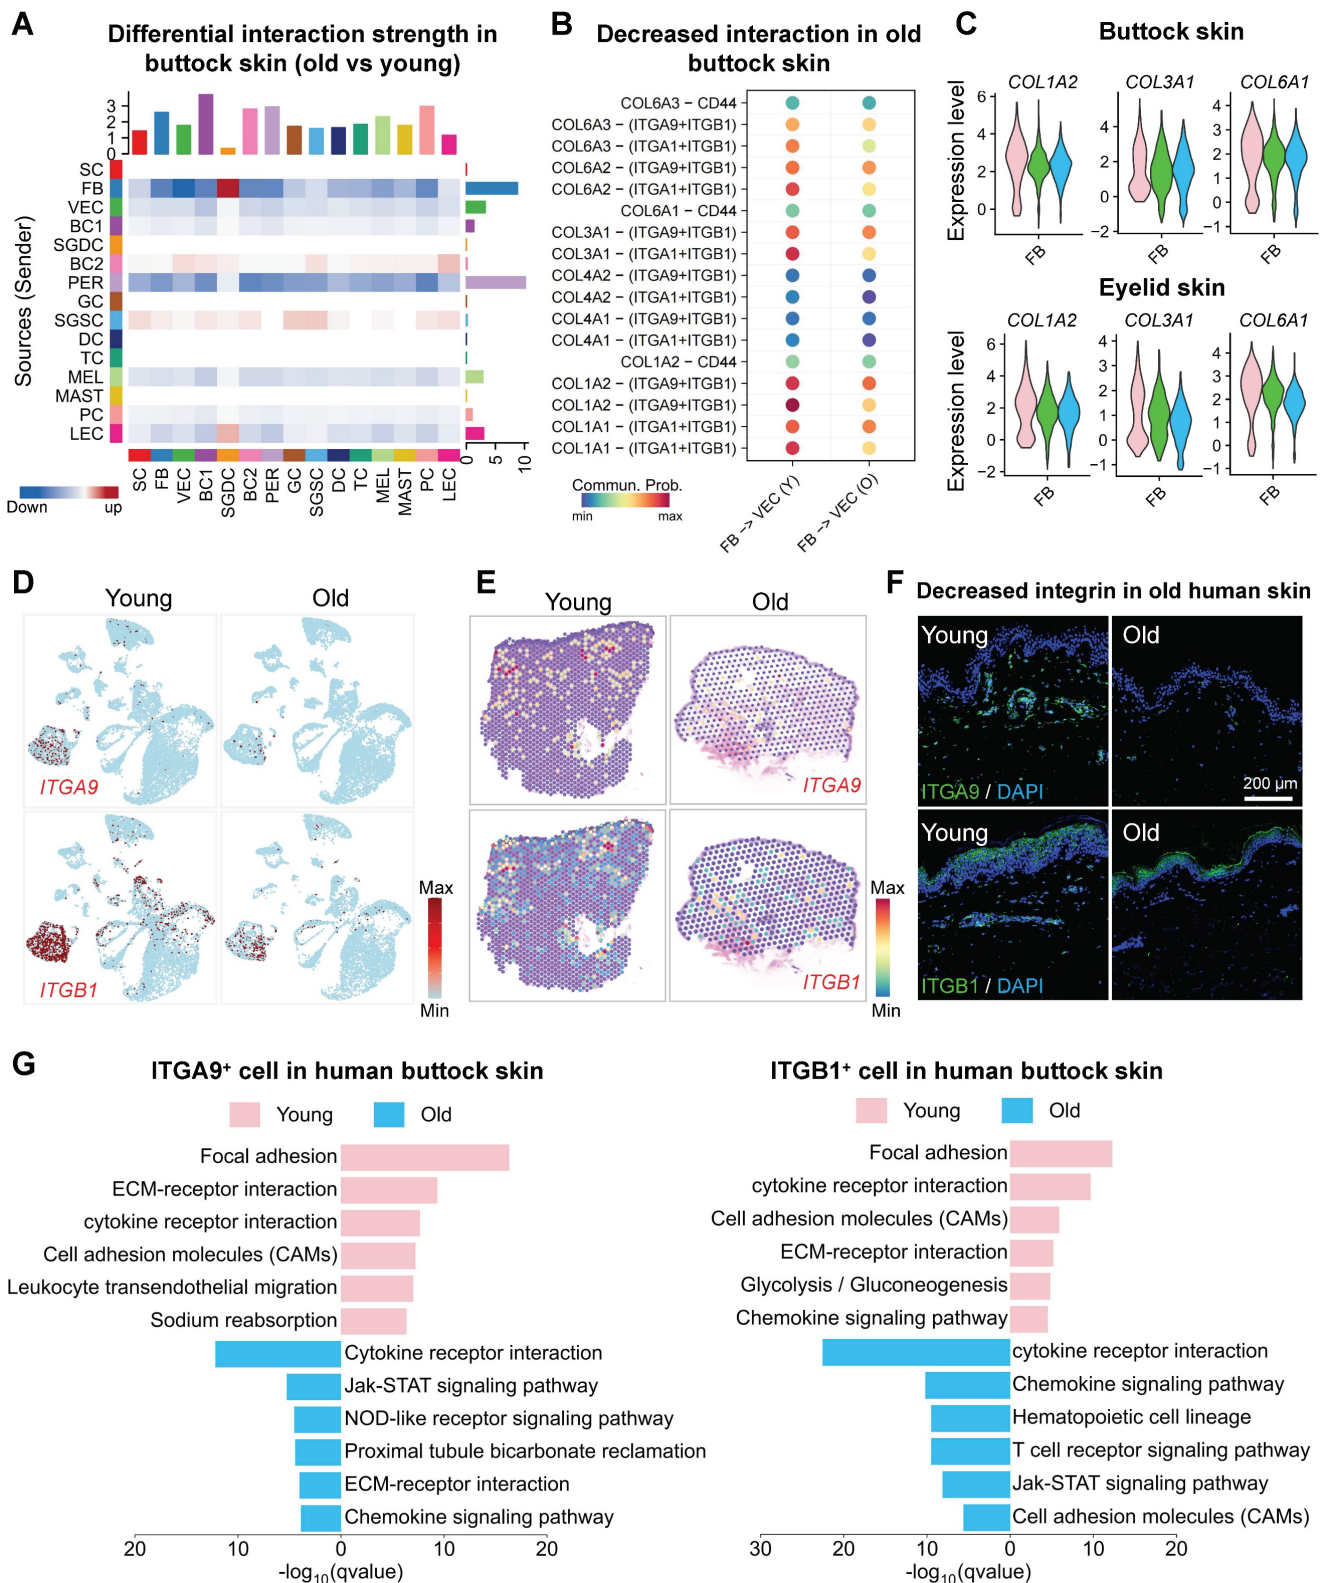 A
Differential interaction strength in
buttock skin (old vs young)
3
2
1
0
Sources (Sender)
SC
FB
VEC
BC1
SGDC
BC2
PER
GC
SGSC
DC
TC
MEL
MAST
PC
LEC
SC
FB
VEC
BC1
SGDC
BC2
PER
GC
SGSC
DC
TC
MEL
MAST
PC
LEC
0
5
10
Down
up
B
Decreased interaction in old
buttock skin
COL6A3 − CD44
COL6A3 − (ITGA9+ITGB1)
COL6A3 − (ITGA1+ITGB1)
COL6A2 − (ITGA9+ITGB1)
COL6A2 − (ITGA1+ITGB1)
COL6A1 − CD44
COL3A1 − (ITGA9+ITGB1)
COL3A1 − (ITGA1+ITGB1)
COL4A2 − (ITGA9+ITGB1)
COL4A2 − (ITGA1+ITGB1)
COL4A1 − (ITGA9+ITGB1)
COL4A1 − (ITGA1+ITGB1)
COL1A2 − CD44
COL1A2 − (ITGA9+ITGB1)
COL1A2 − (ITGA9+ITGB1)
COL1A1 − (ITGA1+ITGB1)
COL1A1 − (ITGA1+ITGB1)
Commun. Prob.
min
max
FB -> VEC (Y)
FB -> VEC (O)
C
Buttock skin
COL1A2
COL3A1
COL6A1
Expression level
6
4
2
0
4
2
0
−2
4
3
2
1
0
−1
FB
FB
FB
Eyelid skin
COL1A2
COL3A1
COL6A1
Expression level
6
4
2
0
−2
4
3
2
1
0
−1
4
3
2
1
0
−1
FB
FB
FB
D
Young
Old
ITGA9
ITGB1
Max
Min
E
Young
Old
ITGA9
ITGB1
Max
Min
F
Decreased integrin in old human skin
Young
Old
ITGA9 / DAPI
200 μm
Young
Old
ITGB1 / DAPI
G
ITGA9+ cell in human buttock skin
Young
Old
Focal adhesion
ECM-receptor interaction
cytokine receptor interaction
Cell adhesion molecules (CAMs)
Leukocyte transendothelial migration
Sodium reabsorption
Cytokine receptor interaction
Jak-STAT signaling pathway
NOD-like receptor signaling pathway
Proximal tubule bicarbonate reclamation
ECM-receptor interaction
Chemokine signaling pathway
20
10
0
10
20
-log10(qvalue)
ITGB1+ cell in human buttock skin
Young
Old
Focal adhesion
cytokine receptor interaction
Cell adhesion molecules (CAMs)
ECM-receptor interaction
Glycolysis / Gluconeogenesis
Chemokine signaling pathway
cytokine receptor interaction
Chemokine signaling pathway
Hematopoietic cell lineage
T cell receptor signaling pathway
Jak-STAT signaling pathway
Cell adhesion molecules (CAMs)
30
20
10
0
10
20
-log10(qvalue)